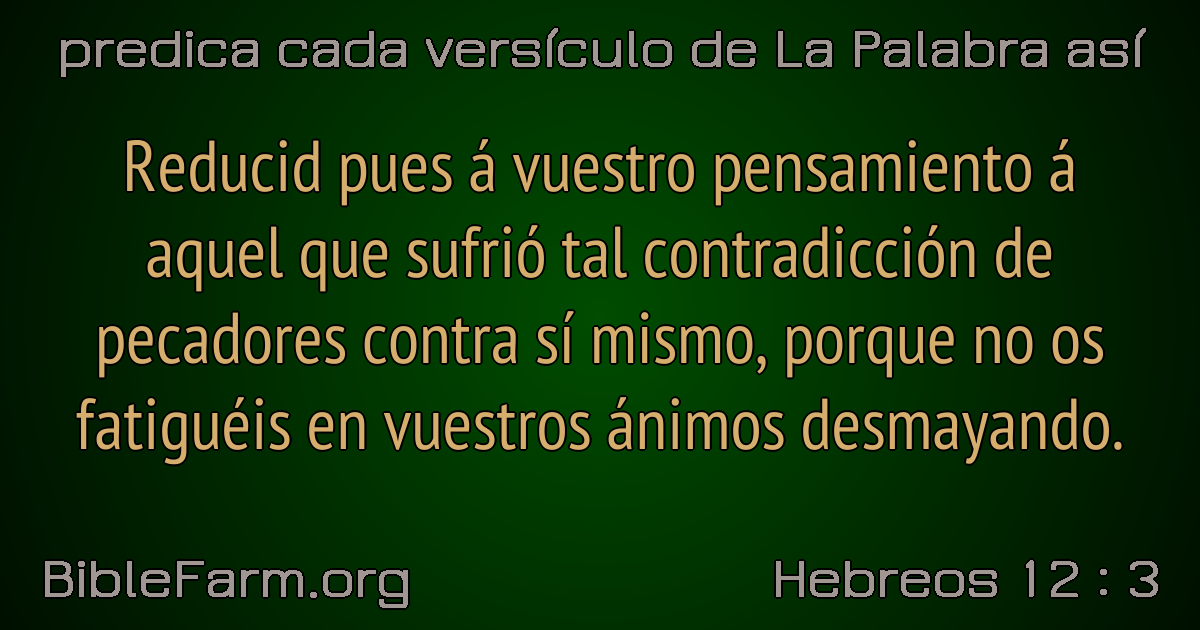 predica cada versículo de La Palabra así
Reducid pues á vuestro pensamiento á
aquel que sufrió tal contradicción de
pecadores contra sí mismo, porque no os
fatiguéis en vuestros ánimos desmayando.
BibleFarm.org
Hebreos 12 : 3